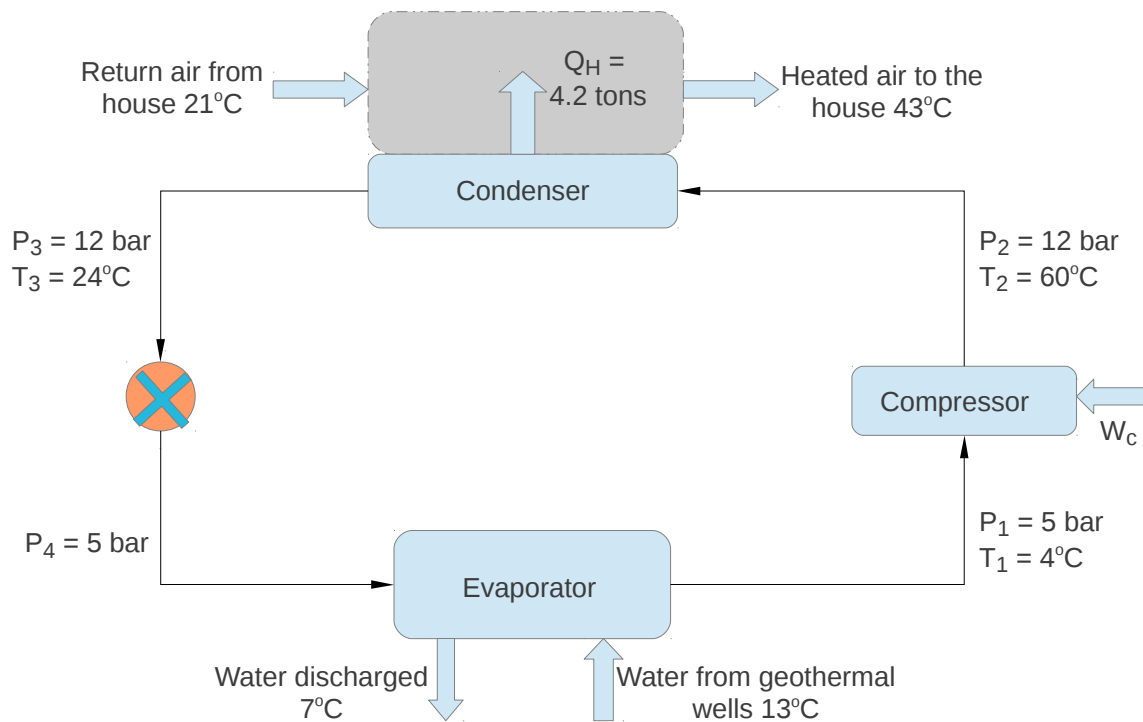 Return air from
house 21°C
Q_H =
4.2 tons
Heated air to the
house 43°C
Condenser
P_3 = 12 bar
T_3 = 24°C
P_2 = 12 bar
T_2 = 60°C
Compressor
W_c
P_4 = 5 bar
P_1 = 5 bar
T_1 = 4°C
Evaporator
Water discharged
7°C
Water from geothermal
wells 13°C